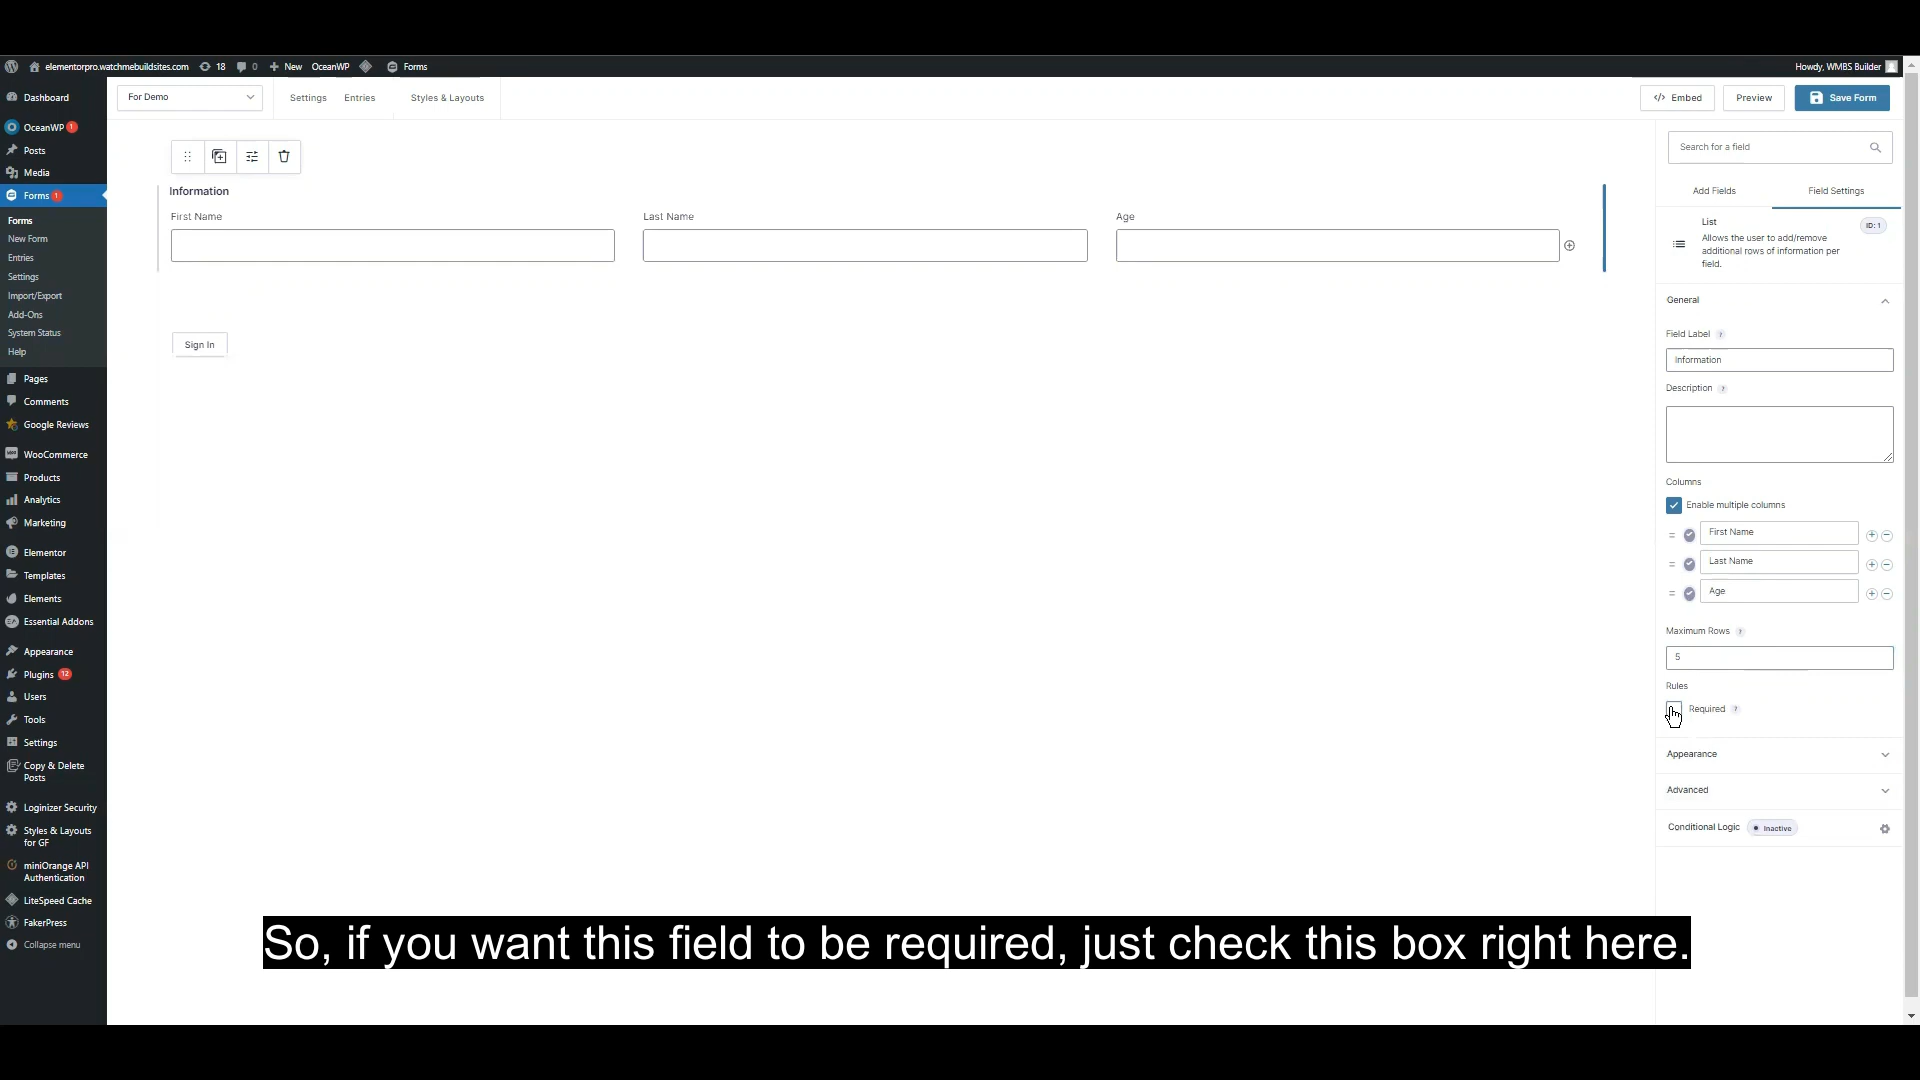 elementorpro.watchmebuildsites.com 18 0 New OceanWP Forms Howdy, WMBS Builder
Dashboard
OceanWP 1
Posts
Media
Forms 1
Forms
New Form
Entries
Settings
Import/Export
Add-Ons
System Status
Help
Pages
Comments
Google Reviews
WooCommerce
Products
Analytics
Marketing
Elementor
Templates
Elements
EA Essential Addons
Appearance
Plugins 12
Users
Tools
Settings
Copy & Delete
Posts
Loginizer Security
Styles & Layouts
for GF
miniOrange API
Authentication
LiteSpeed Cache
FakerPress
Collapse menu
For Demo Settings Entries Styles & Layouts </> Embed Preview Save Form
Information
First Name Last Name Age
Sign In
Search for a field
Add Fields Field Settings
List ID: 1
Allows the user to add/remove
additional rows of information per
field.
General
Field Label ?
Information
Description ?
Columns
Enable multiple columns
First Name
Last Name
Age
Maximum Rows ?
5
Rules
Required ?
Appearance
Advanced
Conditional Logic Inactive
So, if you want this field to be required, just check this box right here.